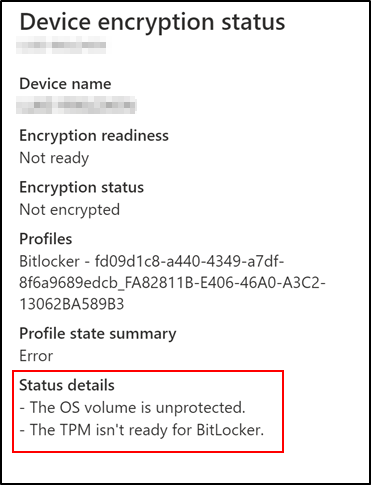 Device encryption status
Device name
Encryption readiness
Not ready
Encryption status
Not encrypted
Profiles
Bitlocker - fd09d1c8-a440-4349-a7df-
8f6a9689edcb_FA82811B-E406-46A0-A3C2-
13062BA589B3
Profile state summary
Error
Status details
- The OS volume is unprotected.
- The TPM isn't ready for BitLocker.